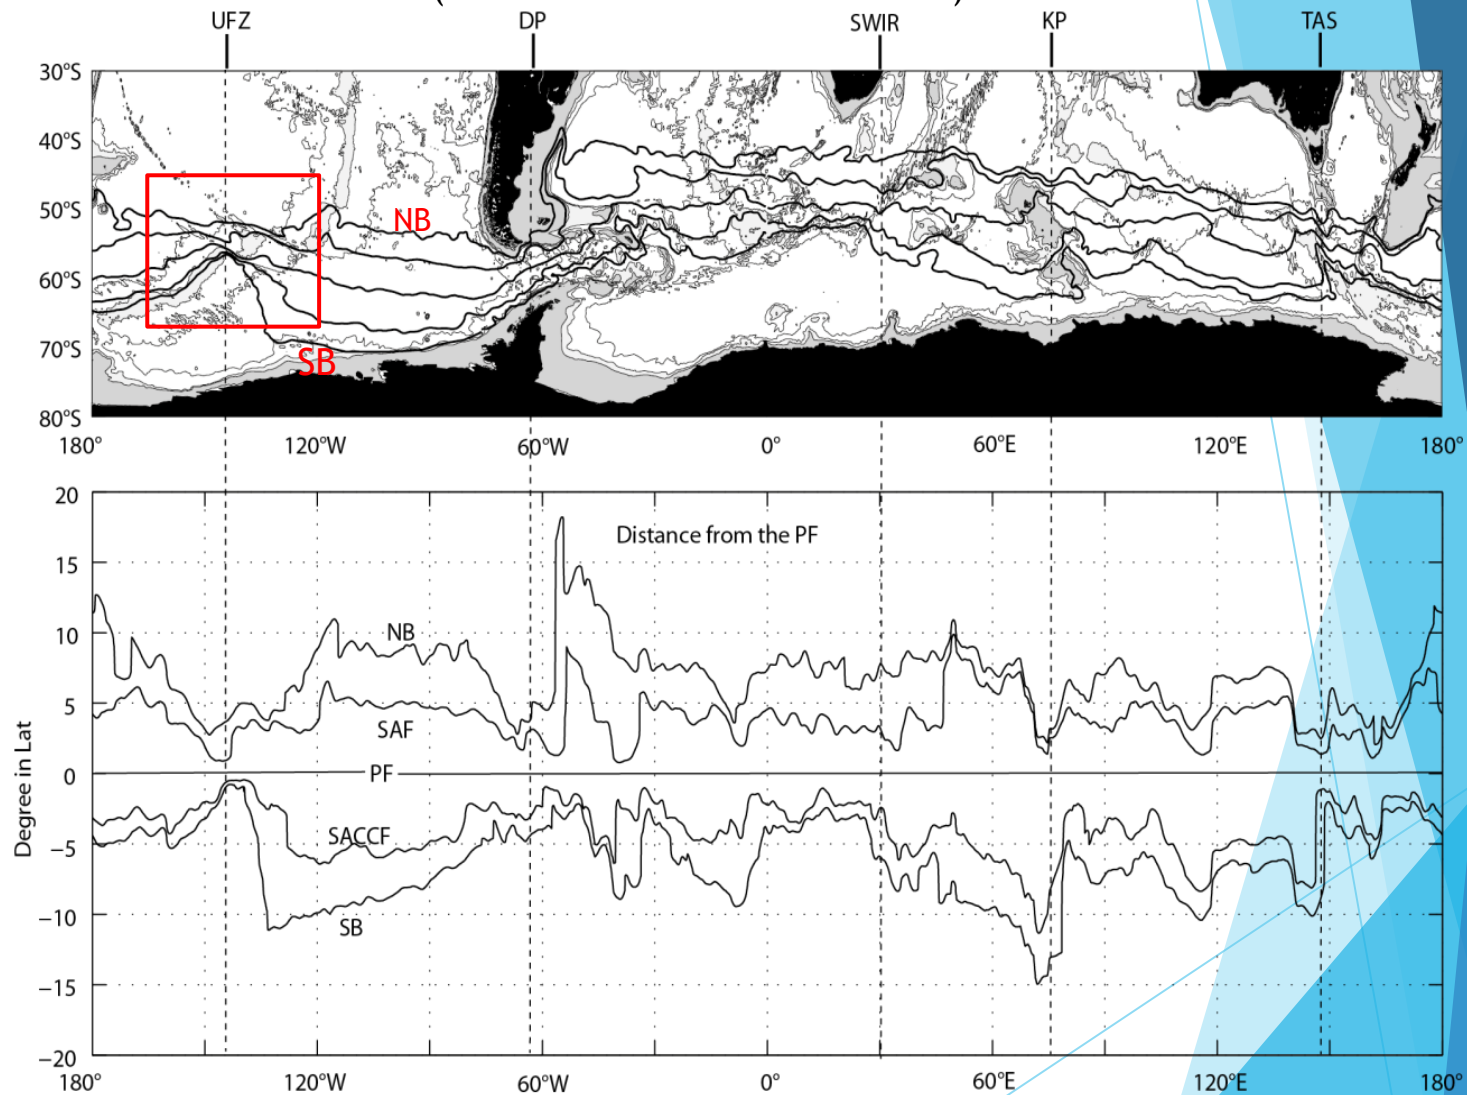 UFZ DP SWIR KP TAS
30°S
40°S
50°S
60°S
70°S
80°S
NB
SB
180° 120°W 60°W 0° 60°E 120°E 180°
20
15
10
5
0
−5
−10
−15
−20
Degree in Lat
Distance from the PF
NB
SAF
PF
SACCF
SB
180° 120°W 60°W 0° 60°E 120°E 180°